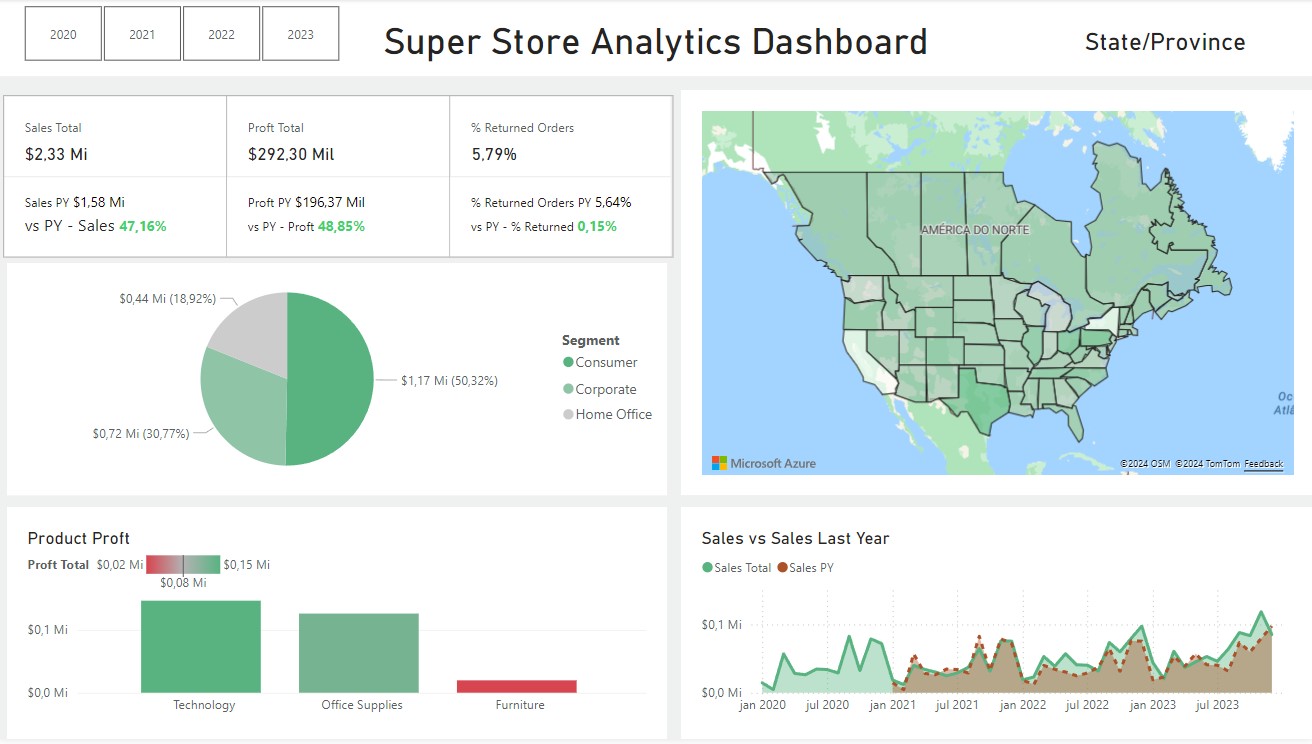 2020
2021
2022
2023
Super Store Analytics Dashboard
State/Province
Sales Total
$2,33 Mi
Proft Total
$292,30 Mil
% Returned Orders
5,79%
Sales PY $1,58 Mi
vs PY - Sales 47,16%
Proft PY $196,37 Mil
vs PY - Proft 48,85%
% Returned Orders PY 5,64%
vs PY - % Returned 0,15%
$0,44 Mi (18,92%)
$1,17 Mi (50,32%)
$0,72 Mi (30,77%)
Segment
Consumer
Corporate
Home Office
AMÉRICA DO NORTE
Oc
Atlâ
Microsoft Azure
©2024 OSM ©2024 TomTom Feedback
Product Proft
Proft Total $0,02 Mi $0,15 Mi
$0,08 Mi
$0,1 Mi
$0,0 Mi
Technology
Office Supplies
Furniture
Sales vs Sales Last Year
Sales Total Sales PY
$0,1 Mi
$0,0 Mi
jan 2020 jul 2020 jan 2021 jul 2021 jan 2022 jul 2022 jan 2023 jul 2023